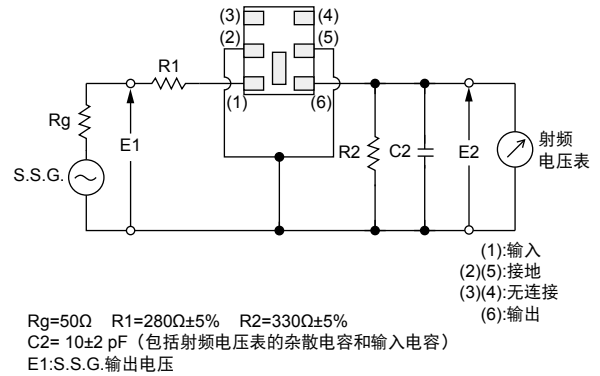 (3) (4)
(2) (5)
R1
(1) (6)
Rg
E1
R2 C2 E2
射频
电压表
S.S.G.
(1):输入
(2)(5):接地
(3)(4):无连接
(6):输出
Rg=50Ω R1=280Ω±5% R2=330Ω±5%
C2= 10±2 pF（包括射频电压表的杂散电容和输入电容）
E1:S.S.G.输出电压